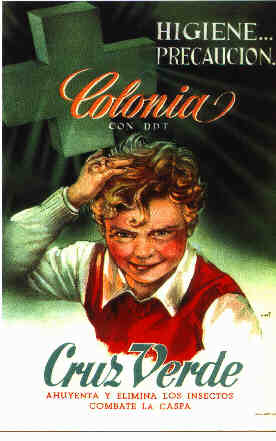 HIGIENE...
PRECAUCION.
Colonia
CON DDT
Cruz Verde
AHUYENTA Y ELIMINA LOS INSECTOS
COMBATE LA CASPA